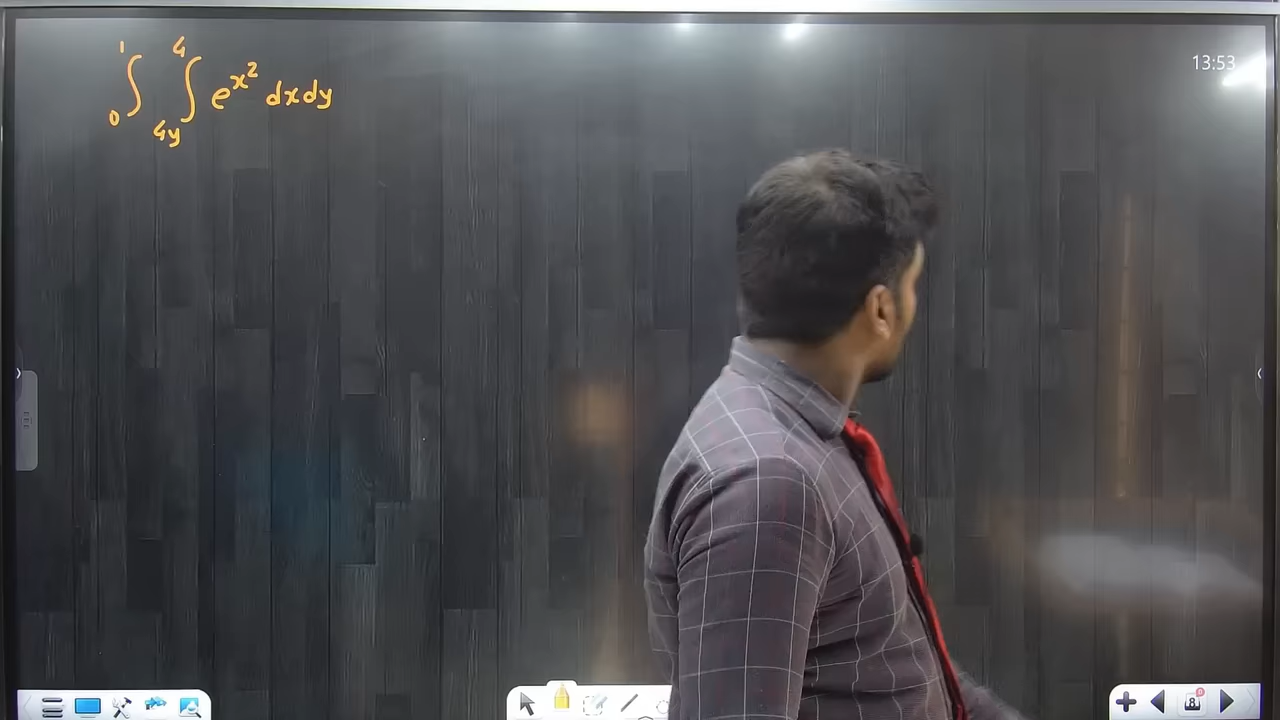 ∫₀¹ ∫₄ᵧ⁴ e^{x²} dx dy
13:53